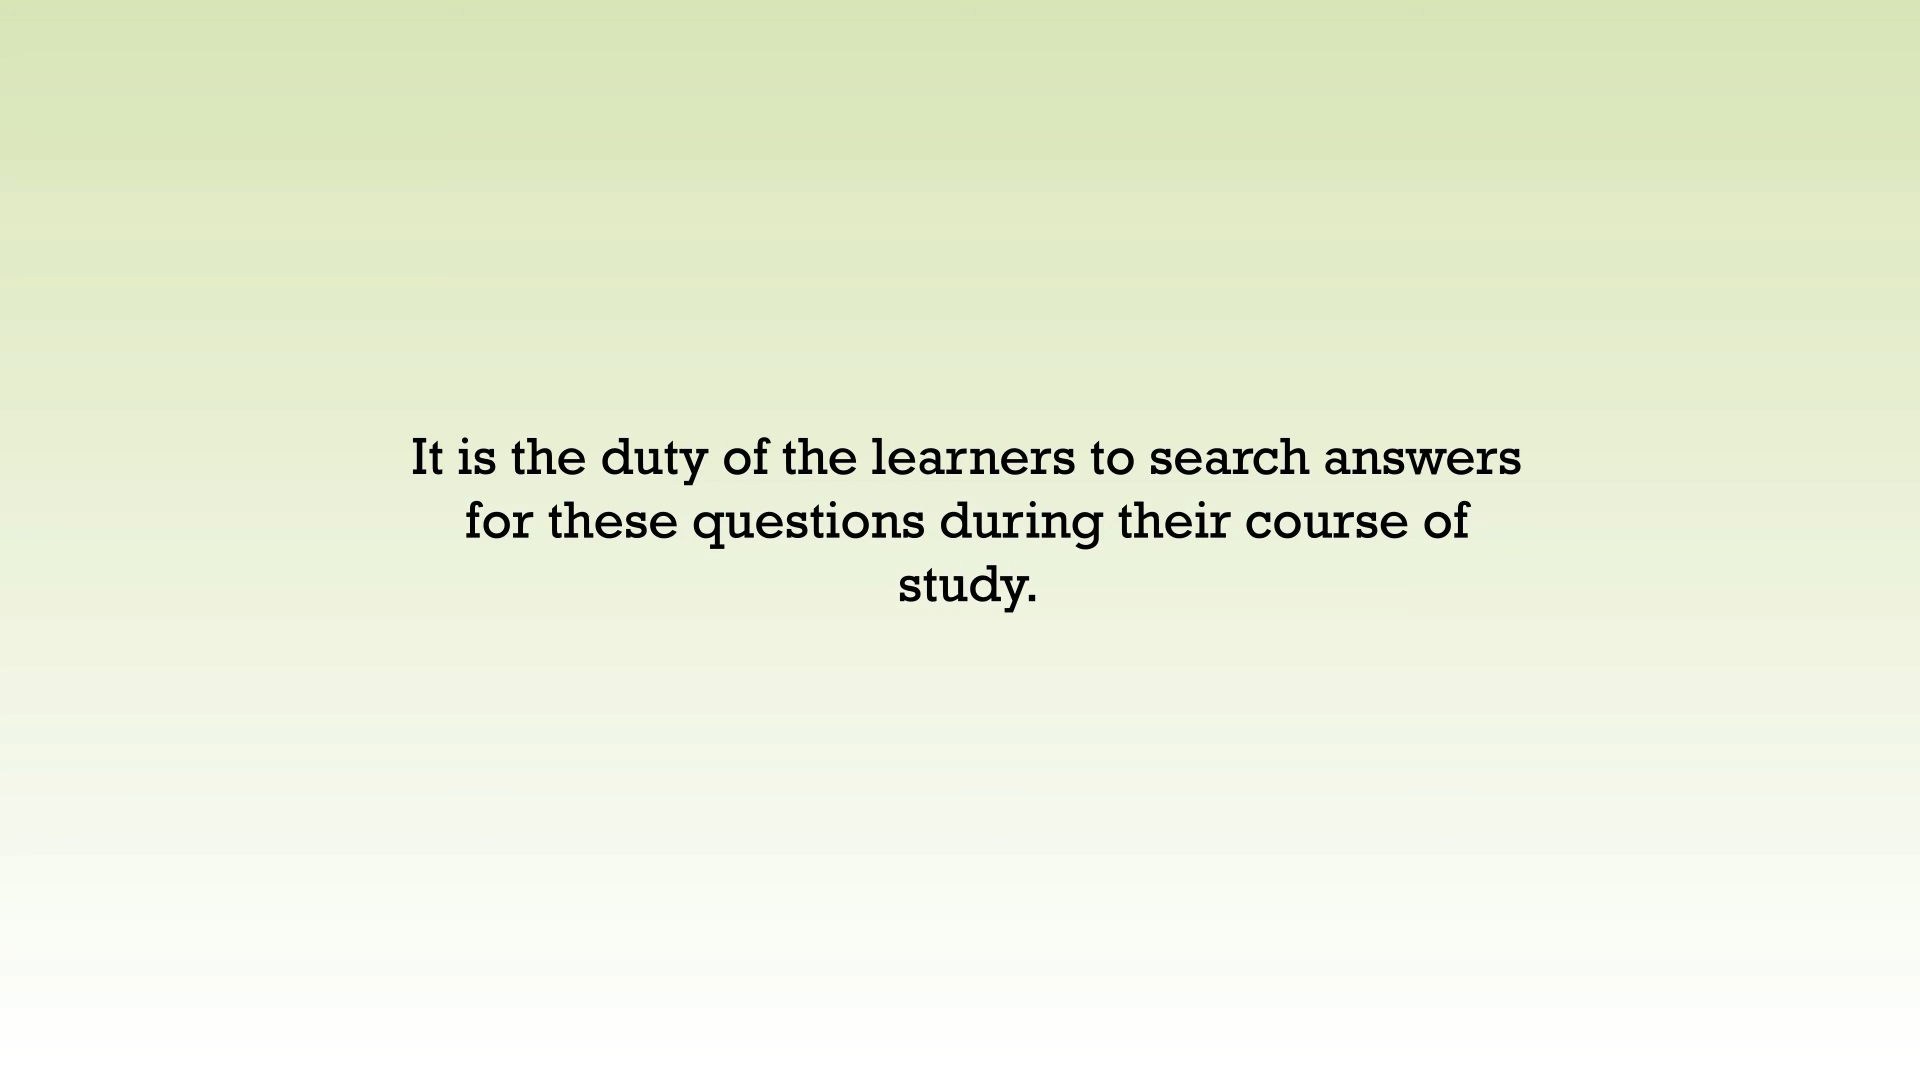 It is the duty of the learners to search answers
for these questions during their course of
study.